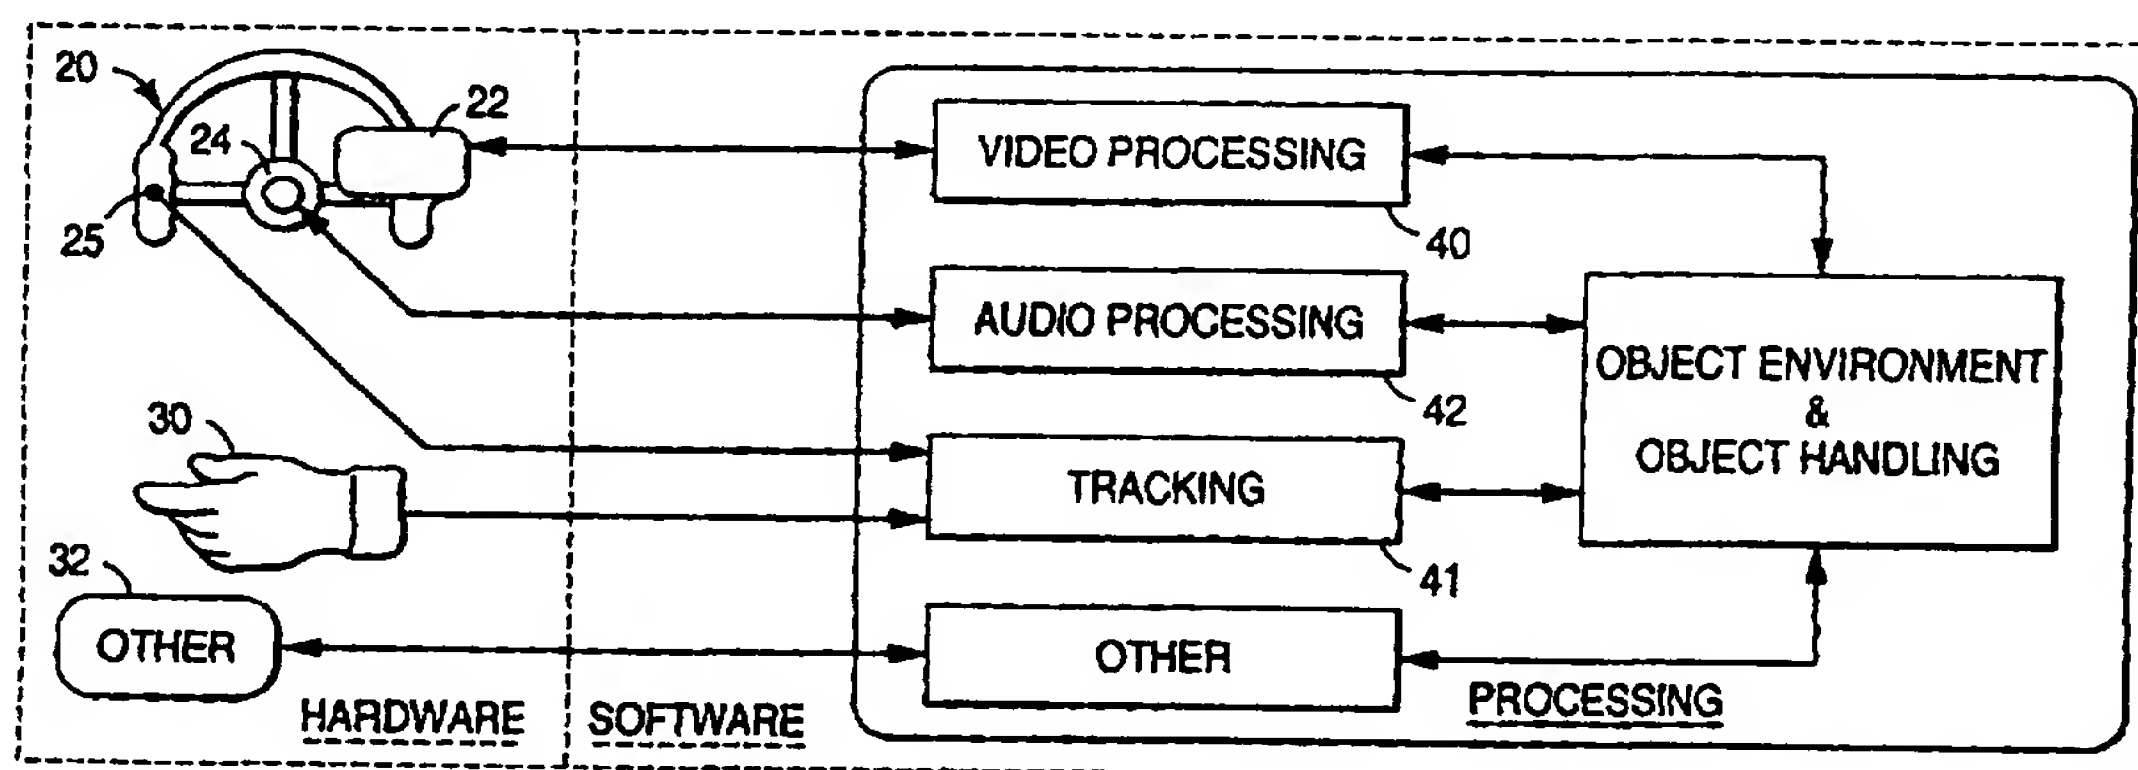 20
22
24
25
VIDEO PROCESSING
40
AUDIO PROCESSING
42
OBJECT ENVIRONMENT
&
OBJECT HANDLING
30
TRACKING
41
32
OTHER
OTHER
HARDWARE
SOFTWARE
PROCESSING